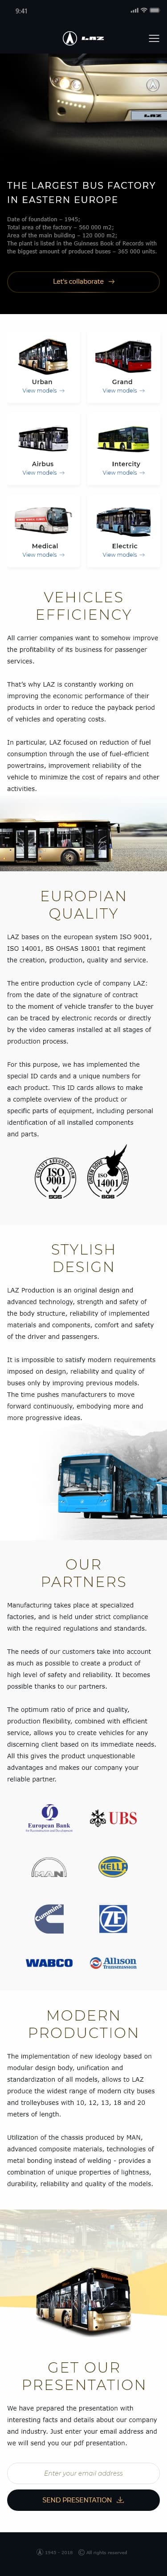 9:41
LAZ
LAZ
THE LARGEST BUS FACTORY
IN EASTERN EUROPE
Date of foundation – 1945;
Total area of the factory – 560 000 m2;
Area of the main building – 120 000 m2;
The plant is listed in the Guinness Book of Records with
the biggest amount of produced buses – 365 000 units.
Let's collaborate →
Urban
View models →
Grand
View models →
Airbus
View models →
Intercity
View models →
Medical
View models →
Electric
View models →
VEHICLES
EFFICIENCY
All carrier companies want to somehow improve
the profitability of its business for passenger
services.
That's why LAZ is constantly working on
improving the economic performance of their
products in order to reduce the payback period
of vehicles and operating costs.
In particular, LAZ focused on reduction of fuel
consumption through the use of fuel-efficient
powertrains, improvement reliability of the
vehicle to minimize the cost of repairs and other
activities.
EUROPIAN
QUALITY
LAZ bases on the european system ISO 9001,
ISO 14001, BS OHSAS 18001 that regiment
the creation, production, quality and service.
The entire production cycle of company LAZ:
from the date of the signature of contract
to the moment of vehicle transfer to the buyer
can be traced by electronic records or directly
by the video cameras installed at all stages of
production process.
For this purpose, we has implemented the
special ID cards and a unique numbers for
each product. This ID cards allows to make
a complete overview of the product or
specific parts of equipment, including personal
identification of all installed components
and parts.
ISO
9001
SGS
ISO
14001
SGS
STYLISH
DESIGN
LAZ Production is an original design and
advanced technology, strength and safety of
the body structure, reliability of implemented
materials and components, comfort and safety
of the driver and passengers.
It is impossible to satisfy modern requirements
imposed on design, reliability and quality of
buses only by improving previous models.
The time pushes manufacturers to move
forward continuously, embodying more and
more progressive ideas.
OUR
PARTNERS
Manufacturing takes place at specialized
factories, and is held under strict compliance
with the required regulations and standards.
The needs of our customers take into account
as much as possible to create a product of
high level of safety and reliability. It becomes
possible thanks to our partners.
The optimum ratio of price and quality,
production flexibility, combined with efficient
service, allows you to create vehicles for any
discerning client based on its immediate needs.
All this gives the product unquestionable
advantages and makes our company your
reliable partner.
European Bank
for Reconstruction and Development
UBS
MAN
HELLA
Cummins
ZF
WABCO
Allison
Transmission
MODERN
PRODUCTION
The implementation of new ideology based on
modular design body, unification and
standardization of all models, allows to LAZ
produce the widest range of modern city buses
and trolleybuses with 10, 12, 13, 18 and 20
meters of length.
Utilization of the chassis produced by MAN,
advanced composite materials, technologies of
metal bonding instead of welding - provides a
combination of unique properties of lightness,
durability, reliability and quality of the models.
GET OUR
PRESENTATION
We have prepared the presentation with
interesting facts and details about our company
and industry. Just enter your email address and
we will send you our pdf presentation.
Enter your email address
SEND PRESENTATION
1945 - 2018 © All rights reserved